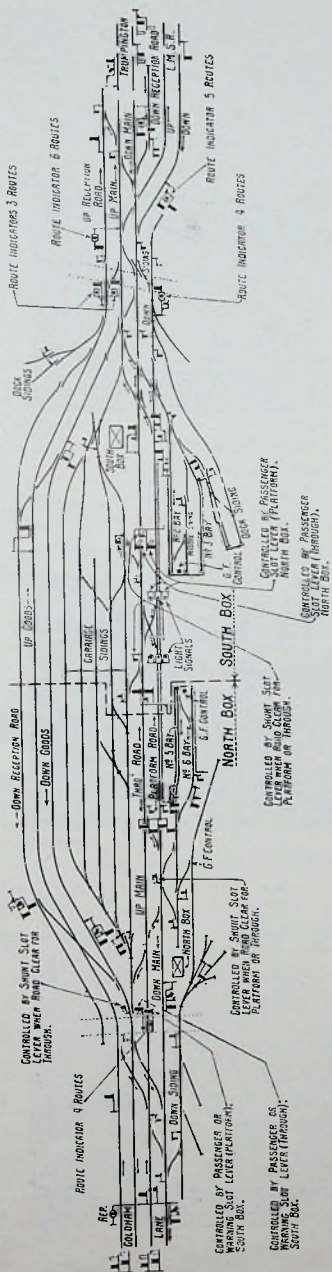 ROUTE INDICATORS 3 ROUTES
ROUTE INDICATOR 6 ROUTES
UP RECEPTION
ROAD
TRUMPINGTON
DOWN MAIN
UP MAIN
DOWN RECEPTION ROAD
L.M.S.R.
UP
DOWN
ROUTE INDICATOR 5 ROUTES
ROUTE INDICATOR 4 ROUTES
DOWN
SIDING
DOCK
SIDINGS
SOUTH
BOX
UP GOODS
CARRIAGE
SIDINGS
DOWN RECEPTION ROAD
DOWN GOODS
THRO' ROAD
PLATFORM ROAD
LIGHT
SIGNALS
Nº 2 BAY
Nº 1 BAY
DOCK SIDING
G.F.
CONTROL
Nº 5 BAY
Nº 6 BAY
G.F. CONTROL
SOUTH BOX
NORTH BOX
CONTROLLED BY PASSENGER
SLOT LEVER (PLATFORM).
NORTH BOX.
CONTROLLED BY PASSENGER
SLOT LEVER (THROUGH).
NORTH BOX.
CONTROLLED BY SHUNT SLOT
LEVER WHEN ROAD CLEAR FOR
PLATFORM OR THROUGH.
G.F. CONTROL
UP MAIN
DOWN MAIN
NORTH BOX
CONTROLLED BY SHUNT SLOT
LEVER WHEN ROAD CLEAR FOR
PLATFORM OR THROUGH.
CONTROLLED BY SHUNT SLOT
LEVER WHEN ROAD CLEAR FOR
THROUGH.
ROUTE INDICATOR 9 ROUTES
REP.
COLDHAM
LANE
DOWN SIDING
CONTROLLED BY PASSENGER OR
WARNING SLOT LEVER (PLATFORM).
SOUTH BOX.
CONTROLLED BY PASSENGER OR
WARNING SLOT LEVER (THROUGH).
SOUTH BOX.